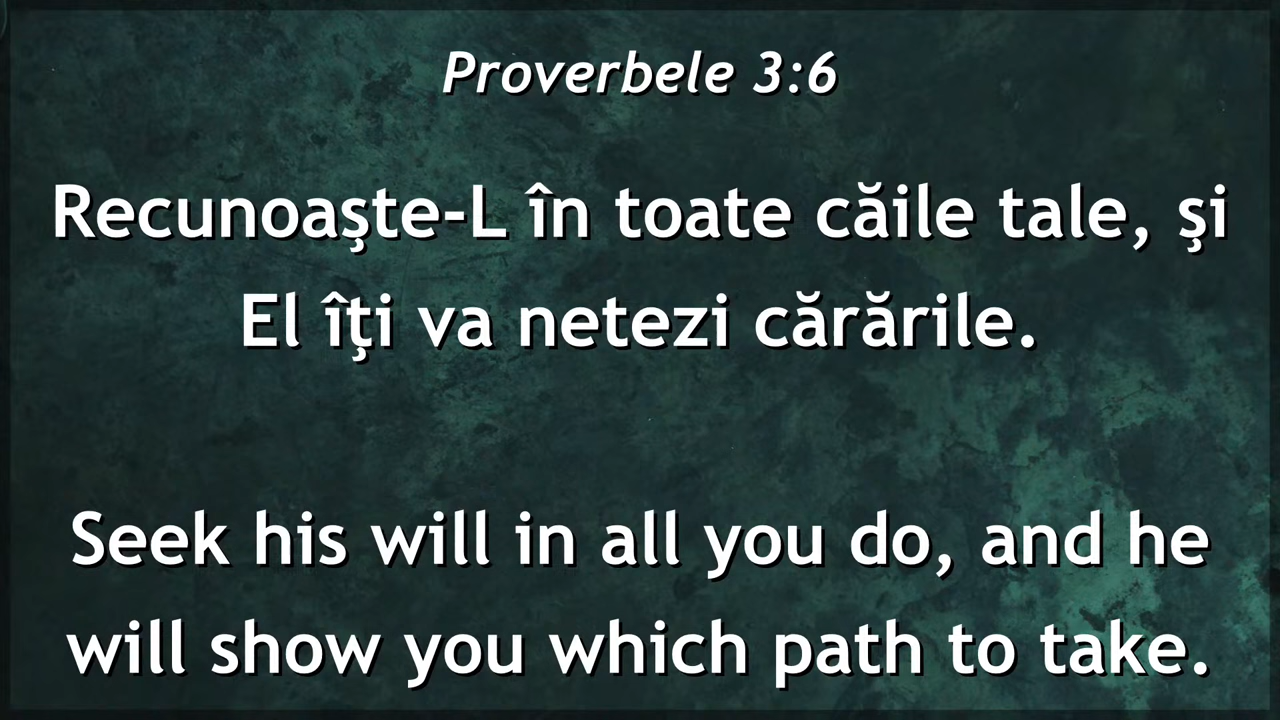 Proverbele 3:6
Recunoaşte-L în toate căile tale, şi
El îţi va netezi cărările.
Seek his will in all you do, and he
will show you which path to take.